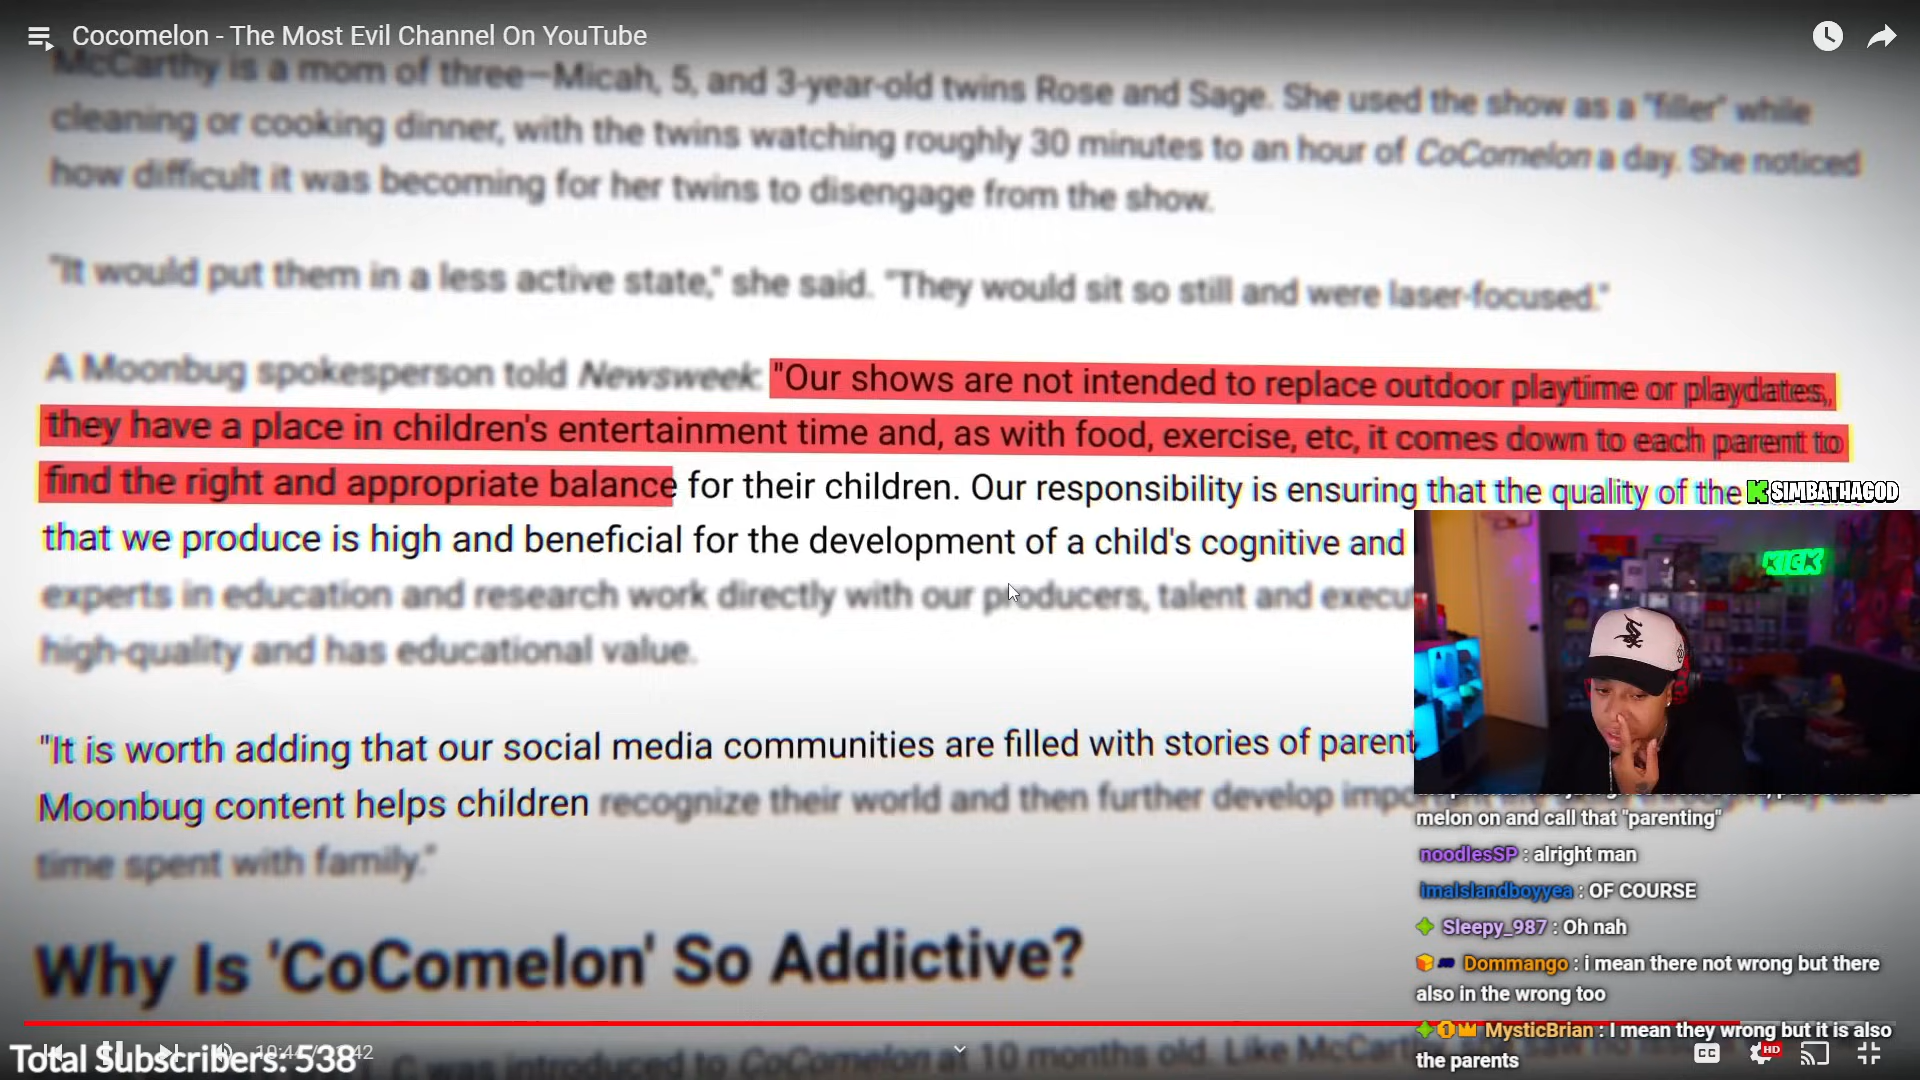 Cocomelon - The Most Evil Channel On YouTube
McCarthy is a mom of three—Micah, 5, and 3-year-old twins Rose and Sage. She used the show as a "filler" while
cleaning or cooking dinner, with the twins watching roughly 30 minutes to an hour of CoComelon a day. She noticed
how difficult it was becoming for her twins to disengage from the show.
"It would put them in a less active state," she said. "They would sit so still and were laser-focused."
A Moonbug spokesperson told Newsweek: "Our shows are not intended to replace outdoor playtime or playdates,
they have a place in children's entertainment time and, as with food, exercise, etc, it comes down to each parent to
find the right and appropriate balance for their children. Our responsibility is ensuring that the quality of the
that we produce is high and beneficial for the development of a child's cognitive and
experts in education and research work directly with our producers, talent and execu
high-quality and has educational value.
"It is worth adding that our social media communities are filled with stories of parent
Moonbug content helps children recognize their world and then further develop
time spent with family."
Why Is 'CoComelon' So Addictive?
was introduced to CoComelon at 10 months old. Like McCart
K SIMBATHAGOD
KICK
melon on and call that "parenting"
noodlesSP : alright man
imaIslandboyyea : OF COURSE
Sleepy_987 : Oh nah
Dommango : i mean there not wrong but there
also in the wrong too
1 MysticBrian : I mean they wrong but it is also
the parents
Total Subscribers: 538
CC
HD